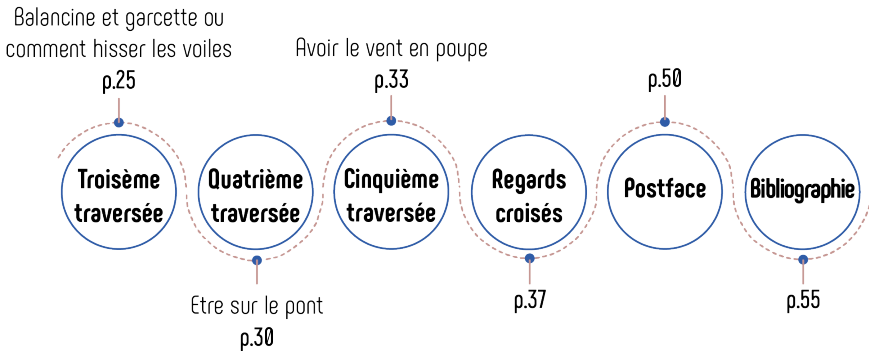 Balancine et garcette ou
comment hisser les voiles
p.25
Troisème
traversée
Quatrième
traversée
Etre sur le pont
p.30
Avoir le vent en poupe
p.33
Cinquième
traversée
Regards
croisés
p.37
p.50
Postface
Bibliographie
p.55